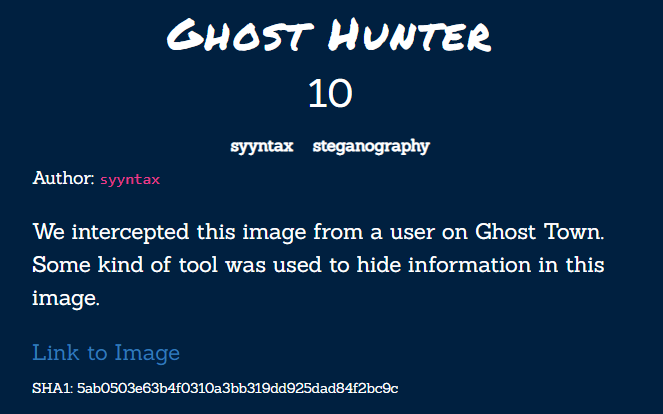 Ghost Hunter
10
syyntax steganography
Author: syyntax
We intercepted this image from a user on Ghost Town.
Some kind of tool was used to hide information in this
image.
Link to Image
SHA1: 5ab0503e63b4f0310a3bb319dd925dad84f2bc9c